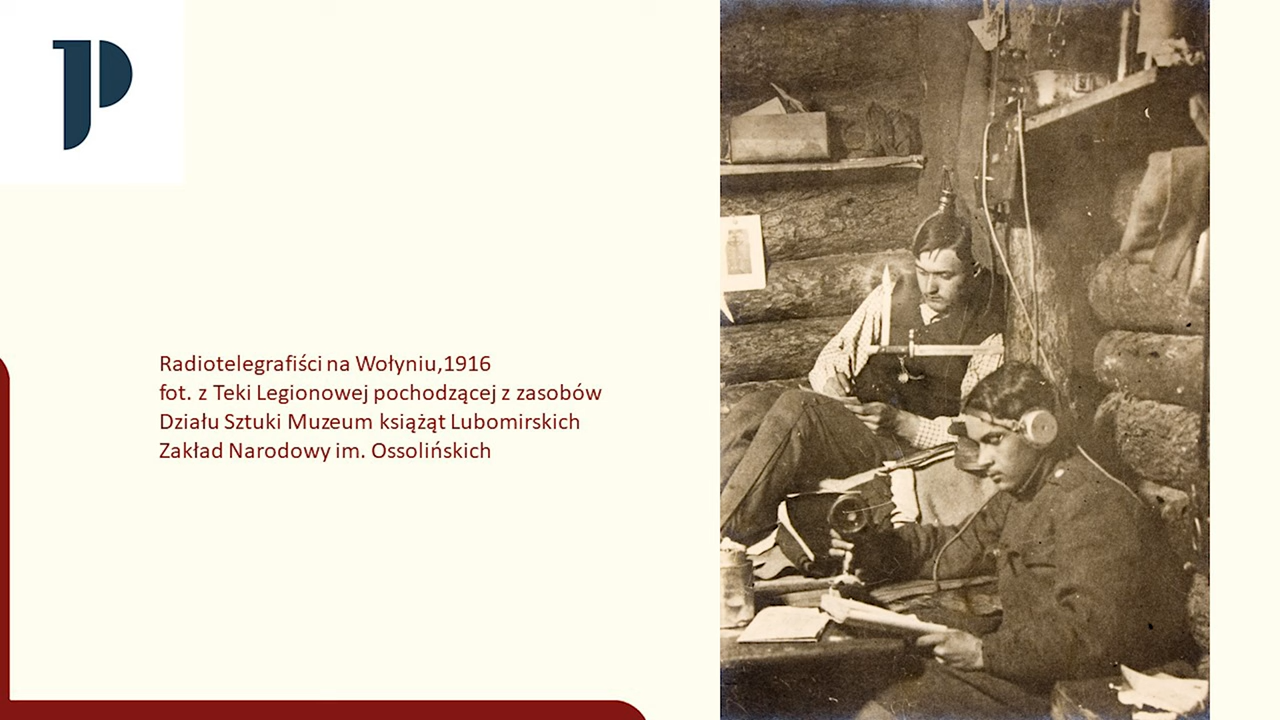 Radiotelegrafiści na Wołyniu,1916
fot. z Teki Legionowej pochodzącej z zasobów
Działu Sztuki Muzeum książąt Lubomirskich
Zakład Narodowy im. Ossolińskich